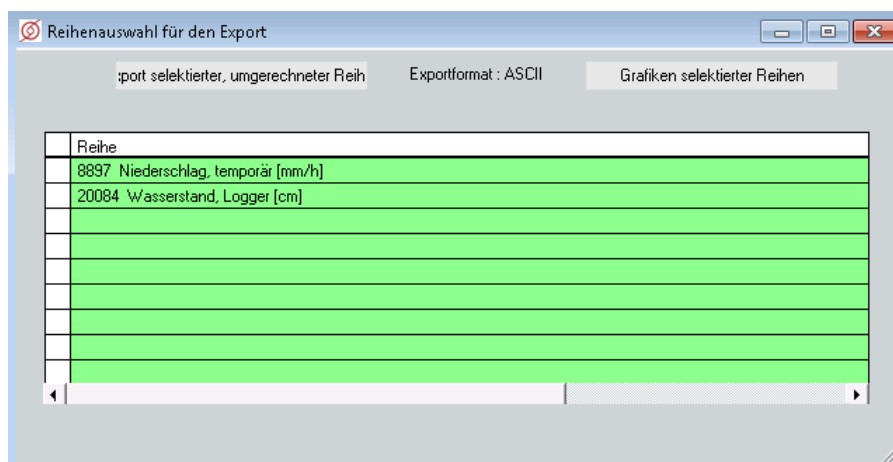 Reihenauswahl für den Export
:port selektierter, umgerechneter Reih
Exportformat : ASCII
Grafiken selektierter Reihen
Reihe
8897 Niederschlag, temporär [mm/h]
20084 Wasserstand, Logger [cm]